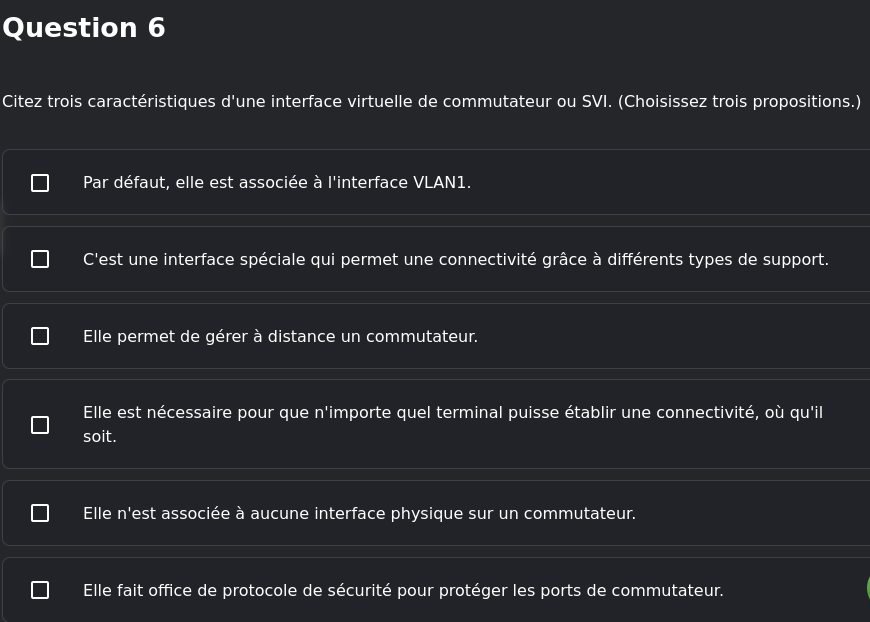 Question 6
Citez trois caractéristiques d'une interface virtuelle de commutateur ou SVI. (Choisissez trois propositions.)
Par défaut, elle est associée à l'interface VLAN1.
C'est une interface spéciale qui permet une connectivité grâce à différents types de support.
Elle permet de gérer à distance un commutateur.
Elle est nécessaire pour que n'importe quel terminal puisse établir une connectivité, où qu'il
soit.
Elle n'est associée à aucune interface physique sur un commutateur.
Elle fait office de protocole de sécurité pour protéger les ports de commutateur.